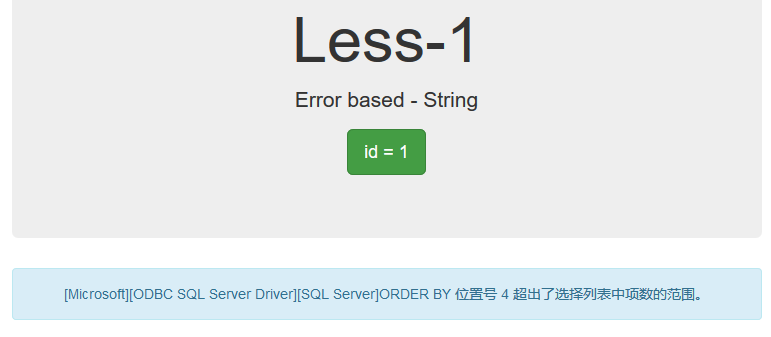 Less-1
Error based - String
id = 1
[Microsoft][ODBC SQL Server Driver][SQL Server]ORDER BY 位置号 4 超出了选择列表中项数的范围。